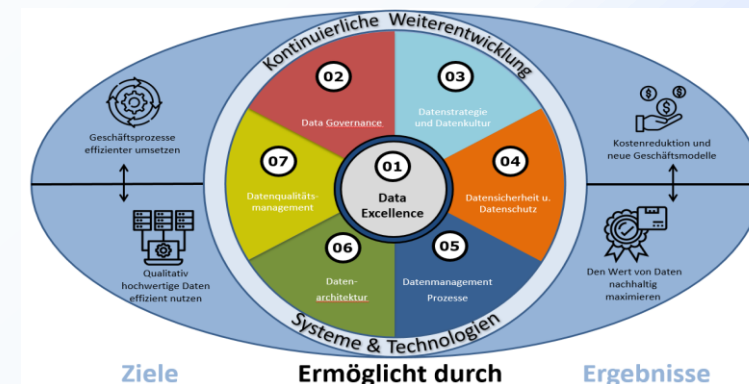 Kontinuierliche Weiterentwicklung
Geschäftsprozesse
effizienter umsetzen
Qualitativ
hochwertige Daten
effizient nutzen
01
Data
Excellence
02
Data Governance
03
Datenstrategie
und Datenkultur
04
Datensicherheit u.
Datenschutz
05
Datenmanagement
Prozesse
06
Daten-
architektur
07
Datenqualitäts-
management
Systeme & Technologien
$ $
$
Kostenreduktion und
neue Geschäftsmodelle
Den Wert von Daten
nachhaltig
maximieren
Ziele
Ermöglicht durch
Ergebnisse